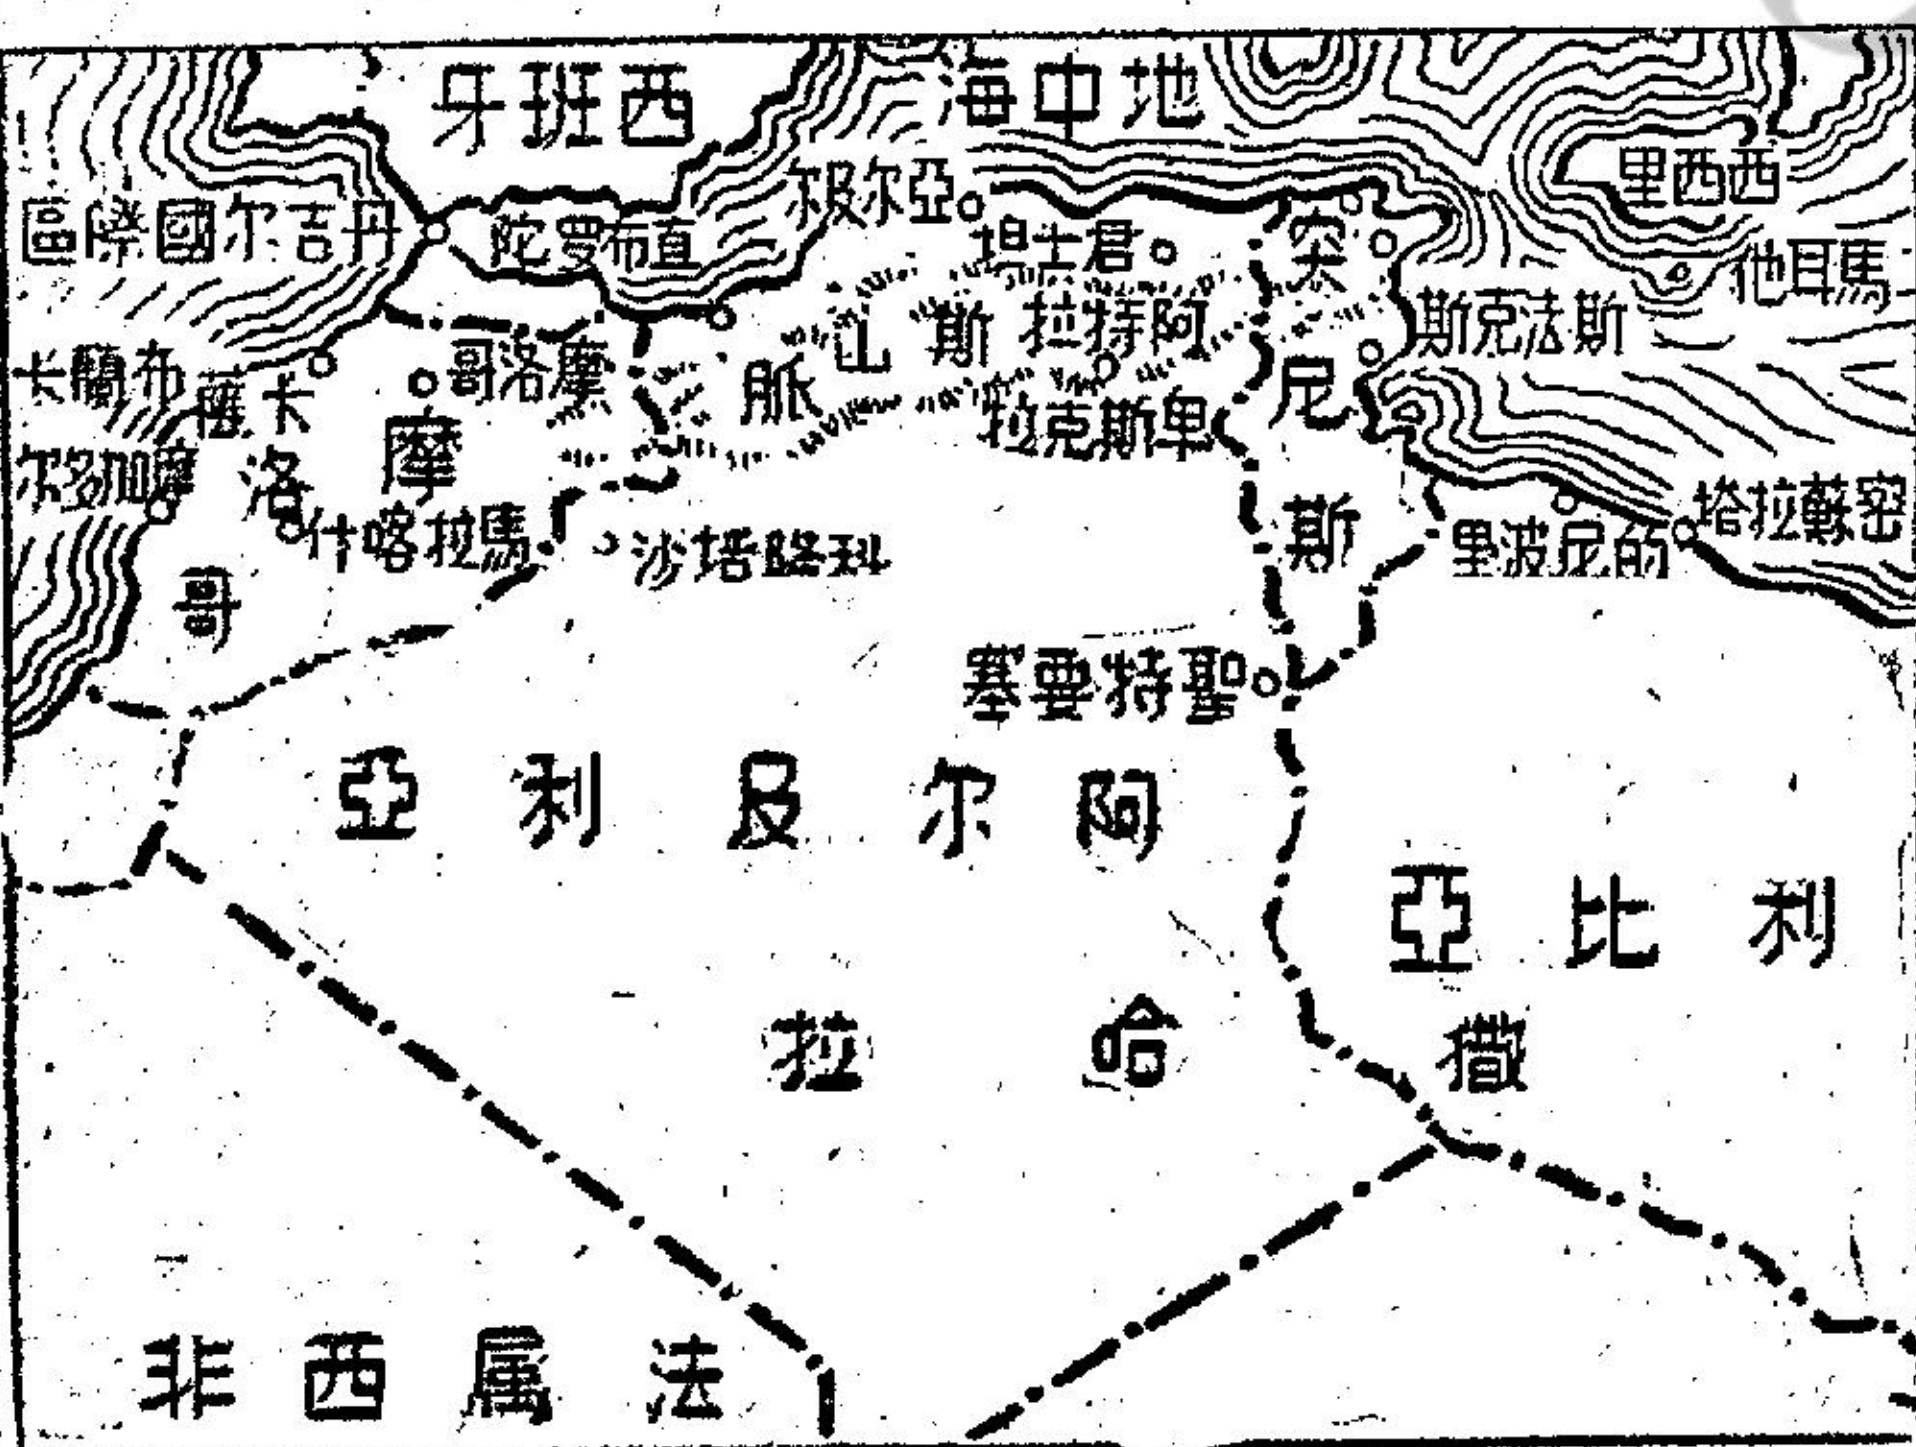 西班牙
地中海
西西里
亞尔及尔
丹吉尔國際區
直布罗陀
君士坦
突尼斯
馬耳他
阿特拉斯山脈
斯法克斯
摩洛哥
布蘭卡
卡薩
卑斯克拉
摩加多尔
摩洛哥
馬拉喀什
科隆塔沙
密蘇拉塔
的尼波里
聖特要塞
阿尔及利亞
利比亞
撒哈拉
法属西非